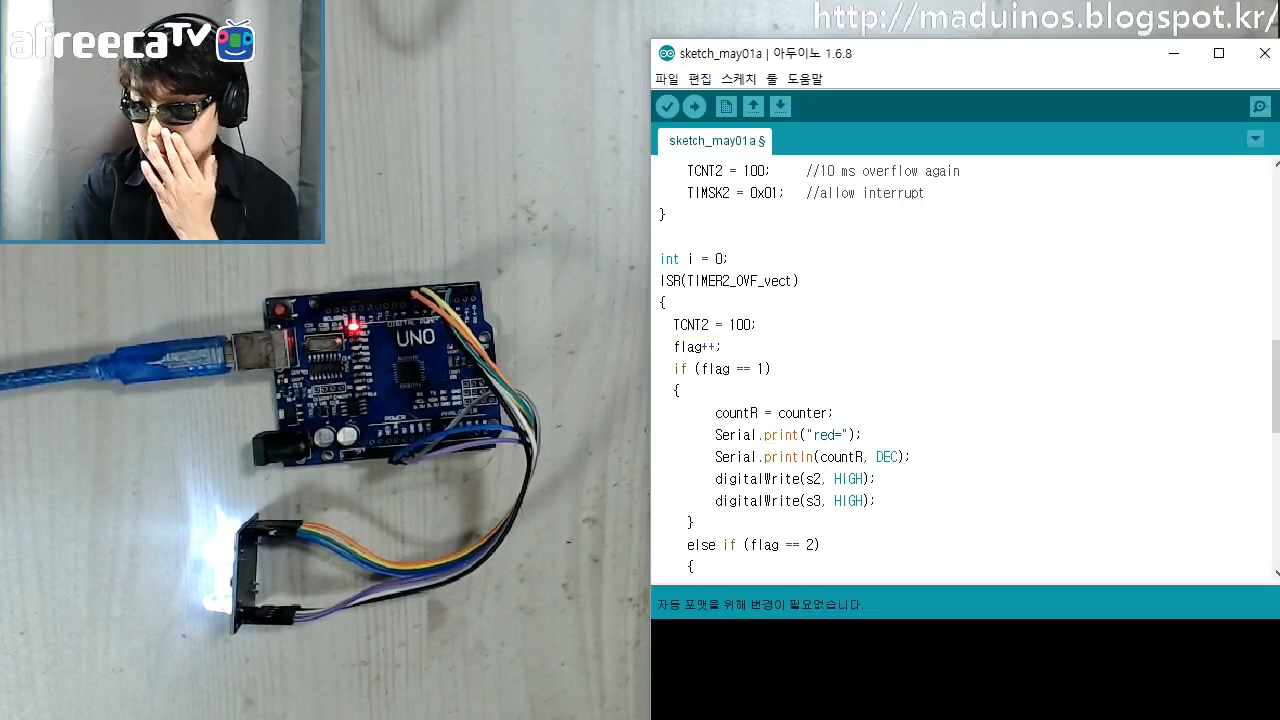 afreecaTV
http://maduinos.blogspot.kr/
sketch_may01a | 아두이노 1.6.8
파일 편집 스케치 툴 도움말
sketch_may01a §
TCNT2 = 100; //10 ms overflow again
TIMSK2 = 0x01; //allow interrupt
}
int i = 0;
ISR(TIMER2_OVF_vect)
{
TCNT2 = 100;
flag++;
if (flag == 1)
{
countR = counter;
Serial.print("red=");
Serial.println(countR, DEC);
digitalWrite(s2, HIGH);
digitalWrite(s3, HIGH);
}
else if (flag == 2)
{
자동 포맷을 위해 변경이 필요없습니다.
UNO
DIGITAL
POWER